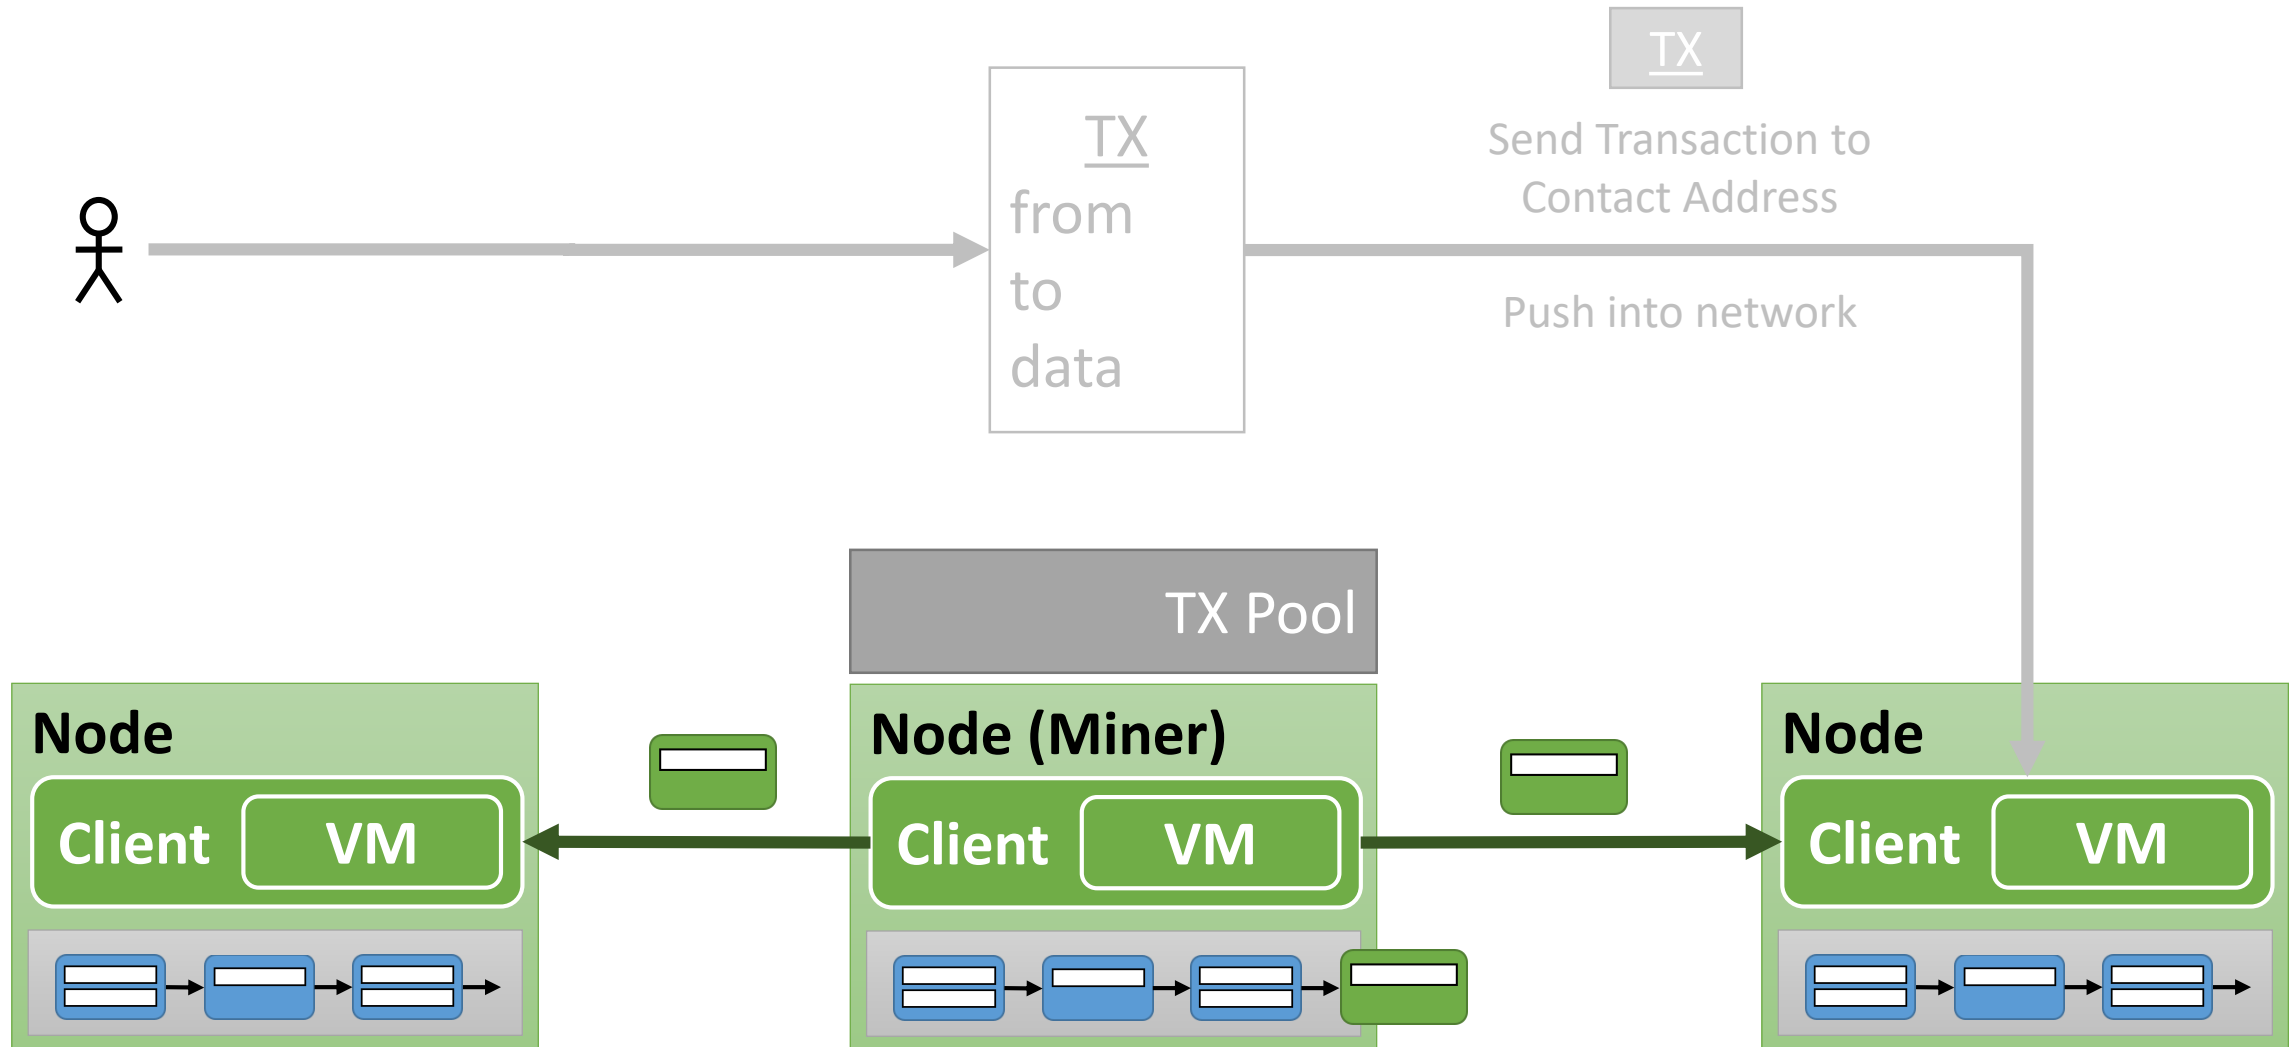 TX
Send Transaction to
Contact Address
TX
from
to
data
Push into network
TX Pool
Node
Client VM
Node (Miner)
Client VM
Node
Client VM